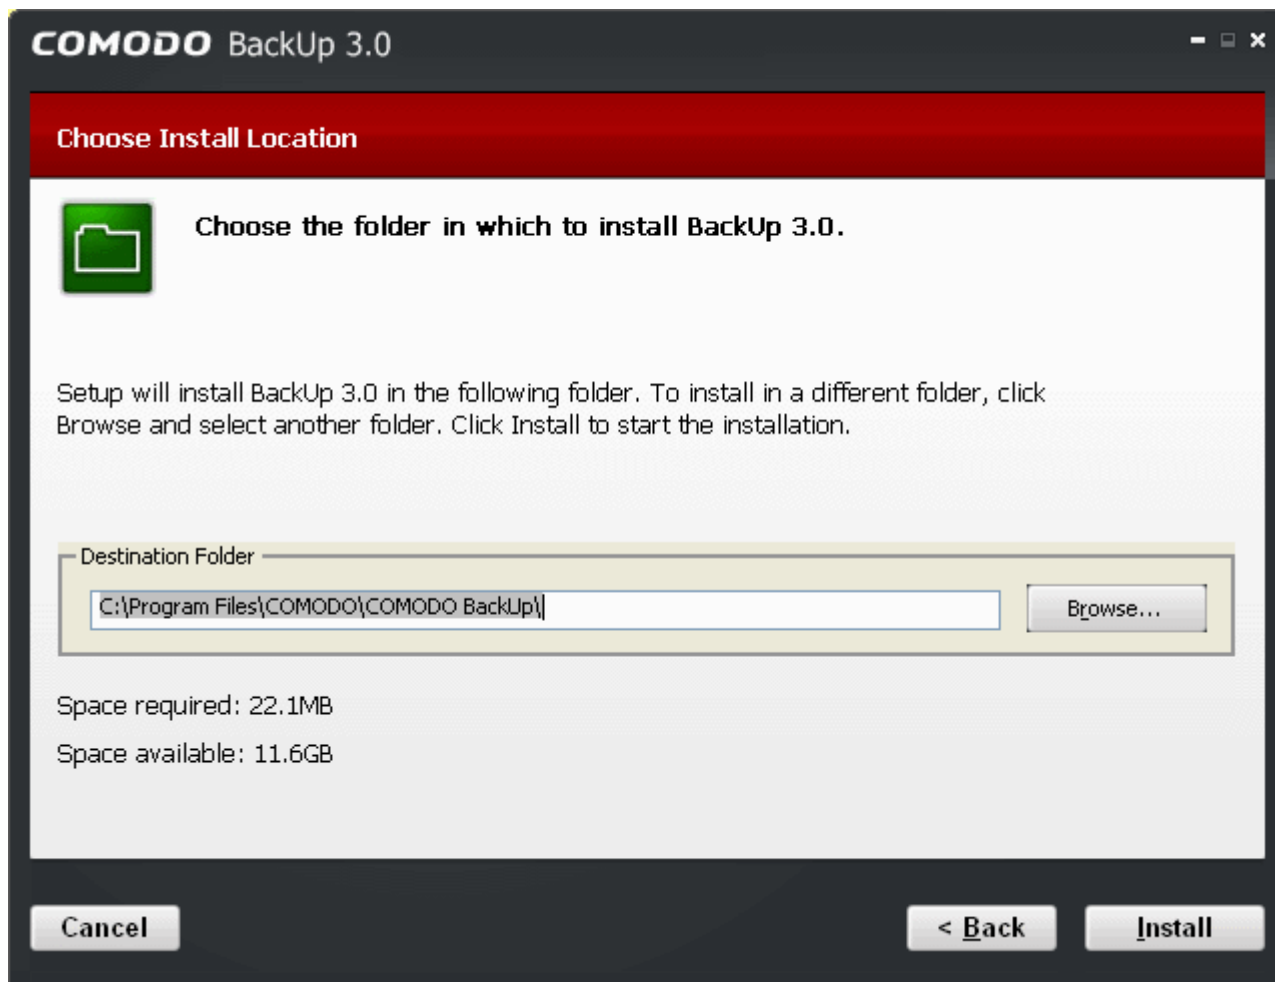 COMODO BackUp 3.0
Choose Install Location
Choose the folder in which to install BackUp 3.0.
Setup will install BackUp 3.0 in the following folder. To install in a different folder, click
Browse and select another folder. Click Install to start the installation.
Destination Folder
C:\Program Files\COMODO\COMODO BackUp\
Browse...
Space required: 22.1MB
Space available: 11.6GB
Cancel
< Back
Install